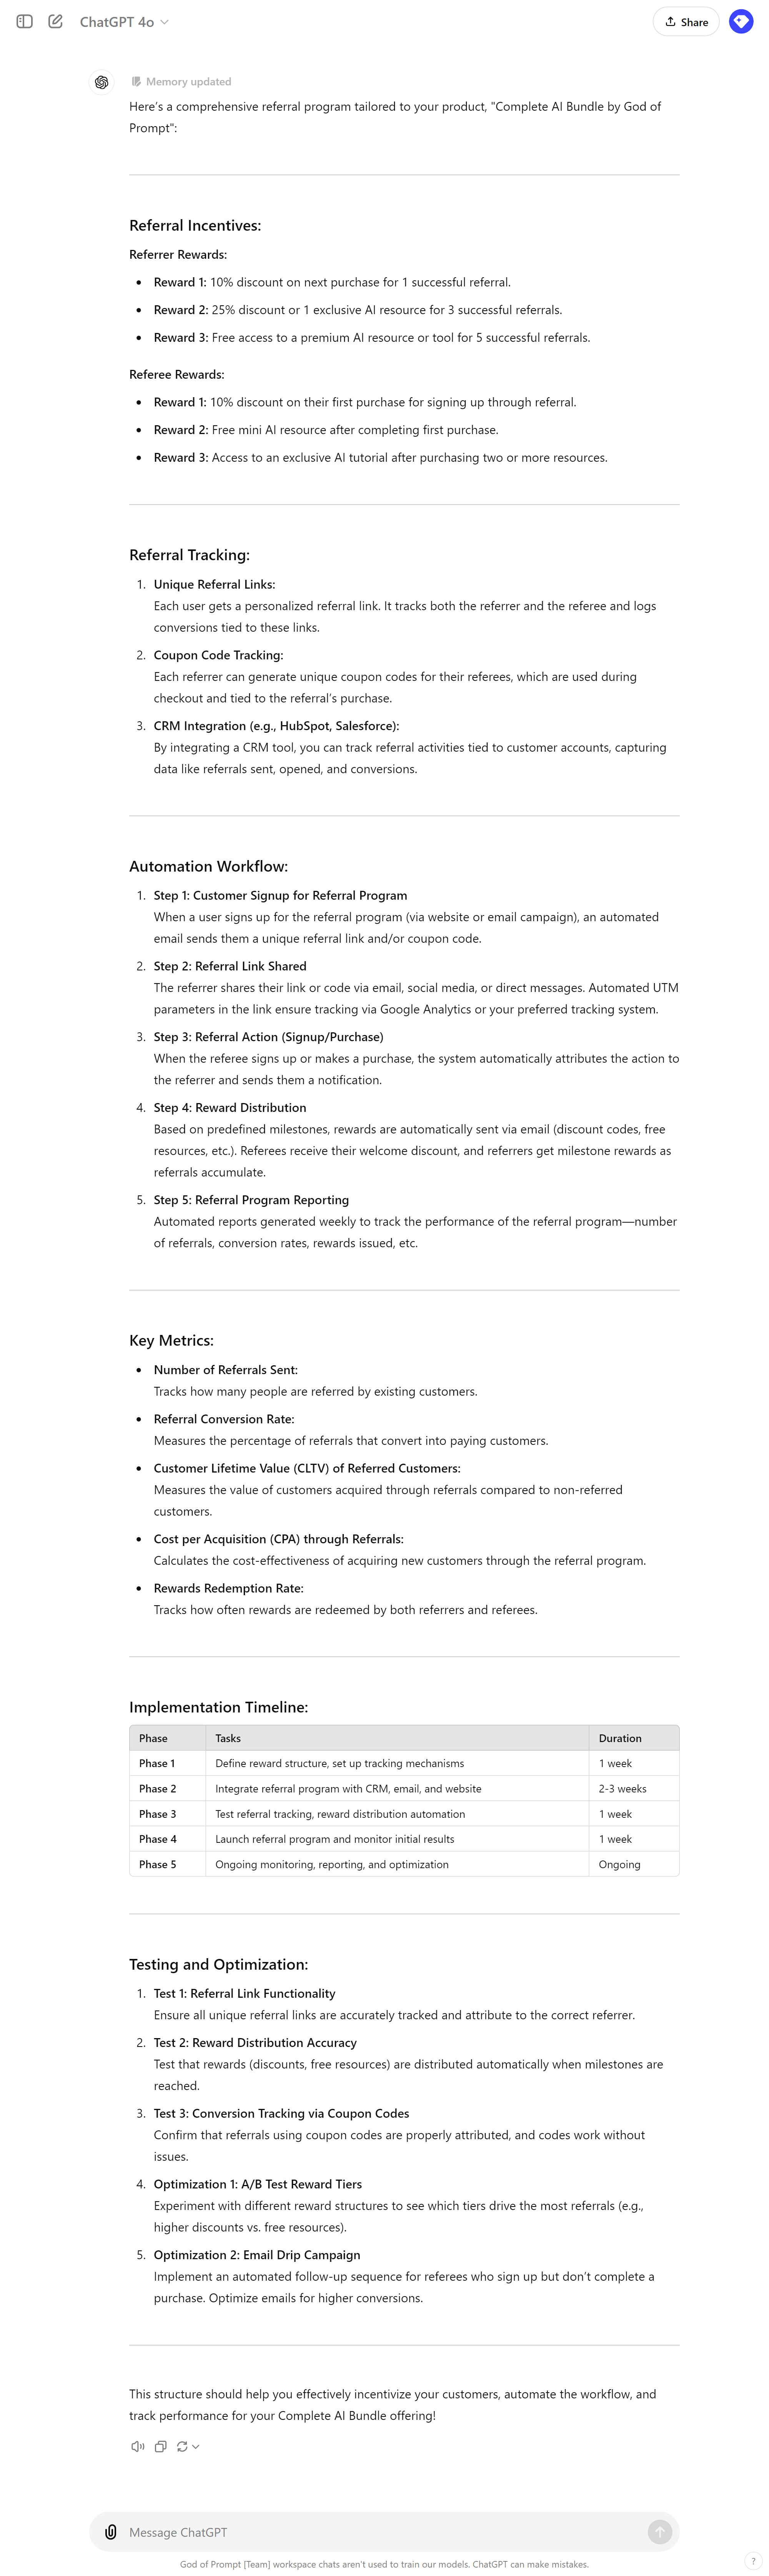 ChatGPT 4o
Share
Memory updated
Here's a comprehensive referral program tailored to your product, "Complete AI Bundle by God of
Prompt":
Referral Incentives:
Referrer Rewards:
• Reward 1: 10% discount on next purchase for 1 successful referral.
• Reward 2: 25% discount or 1 exclusive AI resource for 3 successful referrals.
• Reward 3: Free access to a premium AI resource or tool for 5 successful referrals.
Referee Rewards:
• Reward 1: 10% discount on their first purchase for signing up through referral.
• Reward 2: Free mini AI resource after completing first purchase.
• Reward 3: Access to an exclusive AI tutorial after purchasing two or more resources.
Referral Tracking:
1. Unique Referral Links:
Each user gets a personalized referral link. It tracks both the referrer and the referee and logs
conversions tied to these links.
2. Coupon Code Tracking:
Each referrer can generate unique coupon codes for their referees, which are used during
checkout and tied to the referral's purchase.
3. CRM Integration (e.g., HubSpot, Salesforce):
By integrating a CRM tool, you can track referral activities tied to customer accounts, capturing
data like referrals sent, opened, and conversions.
Automation Workflow:
1. Step 1: Customer Signup for Referral Program
When a user signs up for the referral program (via website or email campaign), an automated
email sends them a unique referral link and/or coupon code.
2. Step 2: Referral Link Shared
The referrer shares their link or code via email, social media, or direct messages. Automated UTM
parameters in the link ensure tracking via Google Analytics or your preferred tracking system.
3. Step 3: Referral Action (Signup/Purchase)
When the referee signs up or makes a purchase, the system automatically attributes the action to
the referrer and sends them a notification.
4. Step 4: Reward Distribution
Based on predefined milestones, rewards are automatically sent via email (discount codes, free
resources, etc.). Referees receive their welcome discount, and referrers get milestone rewards as
referrals accumulate.
5. Step 5: Referral Program Reporting
Automated reports generated weekly to track the performance of the referral program—number
of referrals, conversion rates, rewards issued, etc.
Key Metrics:
• Number of Referrals Sent:
Tracks how many people are referred by existing customers.
• Referral Conversion Rate:
Measures the percentage of referrals that convert into paying customers.
• Customer Lifetime Value (CLTV) of Referred Customers:
Measures the value of customers acquired through referrals compared to non-referred
customers.
• Cost per Acquisition (CPA) through Referrals:
Calculates the cost-effectiveness of acquiring new customers through the referral program.
• Rewards Redemption Rate:
Tracks how often rewards are redeemed by both referrers and referees.
Implementation Timeline:
Phase Tasks Duration
Phase 1 Define reward structure, set up tracking mechanisms 1 week
Phase 2 Integrate referral program with CRM, email, and website 2-3 weeks
Phase 3 Test referral tracking, reward distribution automation 1 week
Phase 4 Launch referral program and monitor initial results 1 week
Phase 5 Ongoing monitoring, reporting, and optimization Ongoing
Testing and Optimization:
1. Test 1: Referral Link Functionality
Ensure all unique referral links are accurately tracked and attribute to the correct referrer.
2. Test 2: Reward Distribution Accuracy
Test that rewards (discounts, free resources) are distributed automatically when milestones are
reached.
3. Test 3: Conversion Tracking via Coupon Codes
Confirm that referrals using coupon codes are properly attributed, and codes work without
issues.
4. Optimization 1: A/B Test Reward Tiers
Experiment with different reward structures to see which tiers drive the most referrals (e.g.,
higher discounts vs. free resources).
5. Optimization 2: Email Drip Campaign
Implement an automated follow-up sequence for referees who sign up but don't complete a
purchase. Optimize emails for higher conversions.
This structure should help you effectively incentivize your customers, automate the workflow, and
track performance for your Complete AI Bundle offering!
Message ChatGPT
God of Prompt [Team] workspace chats aren't used to train our models. ChatGPT can make mistakes.
?